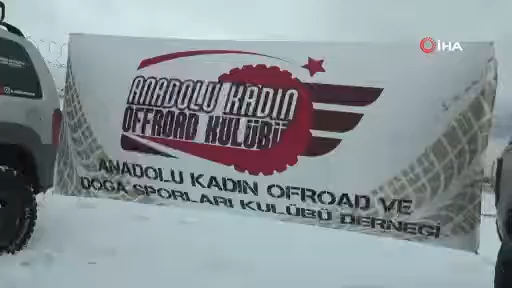 İHA
ANADOLU KADIN
OFFROAD KULÜBÜ
ANADOLU KADIN OFROAD VE
DOĞA SPORLARI KULÜBÜ DERNEĞİ